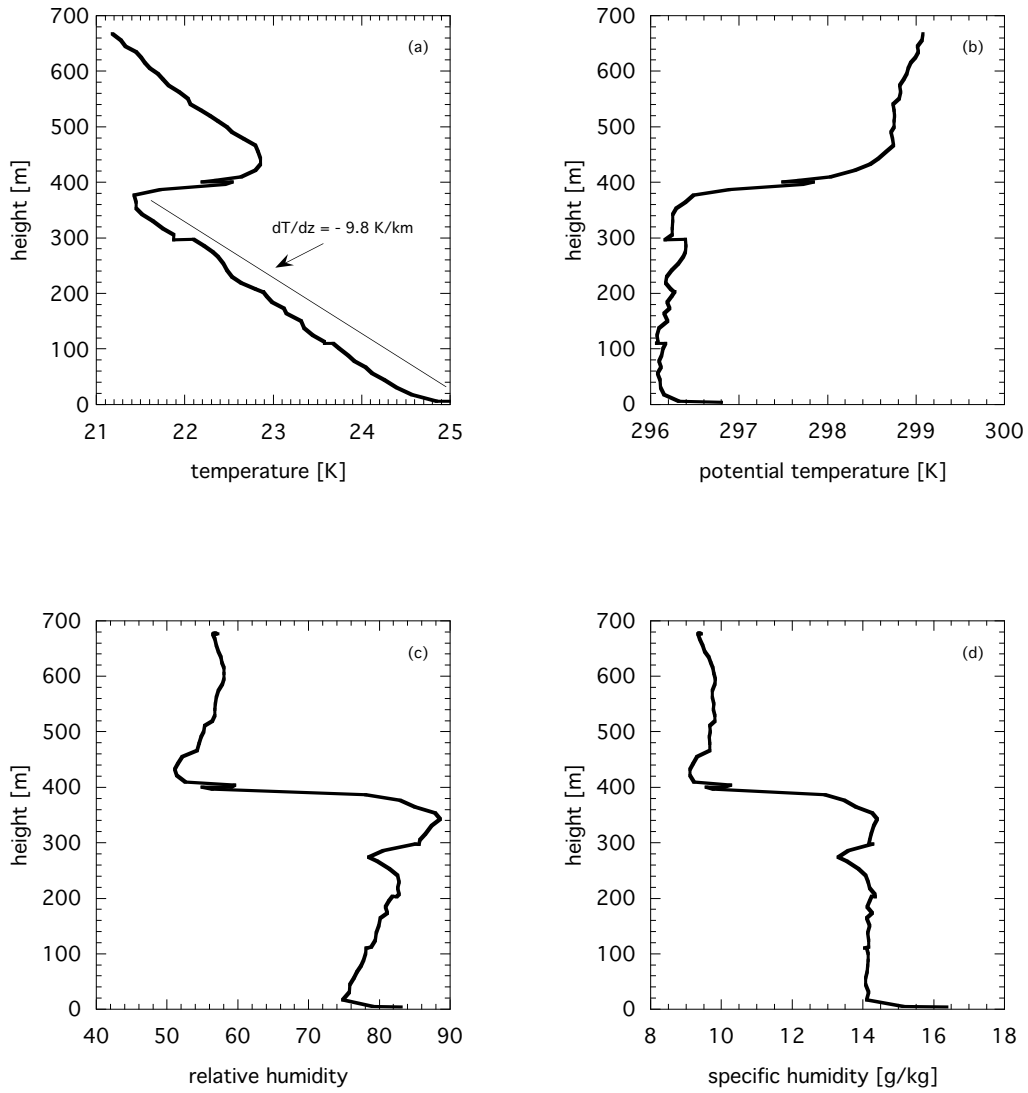 700
600
500
400
300
200
100
0
height [m]
(a)
dT/dz = - 9.8 K/km
21 22 23 24 25
temperature [K]
700
600
500
400
300
200
100
0
height [m]
(b)
296 297 298 299 300
potential temperature [K]
700
600
500
400
300
200
100
0
height [m]
(c)
40 50 60 70 80 90
relative humidity
700
600
500
400
300
200
100
0
height [m]
(d)
8 10 12 14 16 18
specific humidity [g/kg]